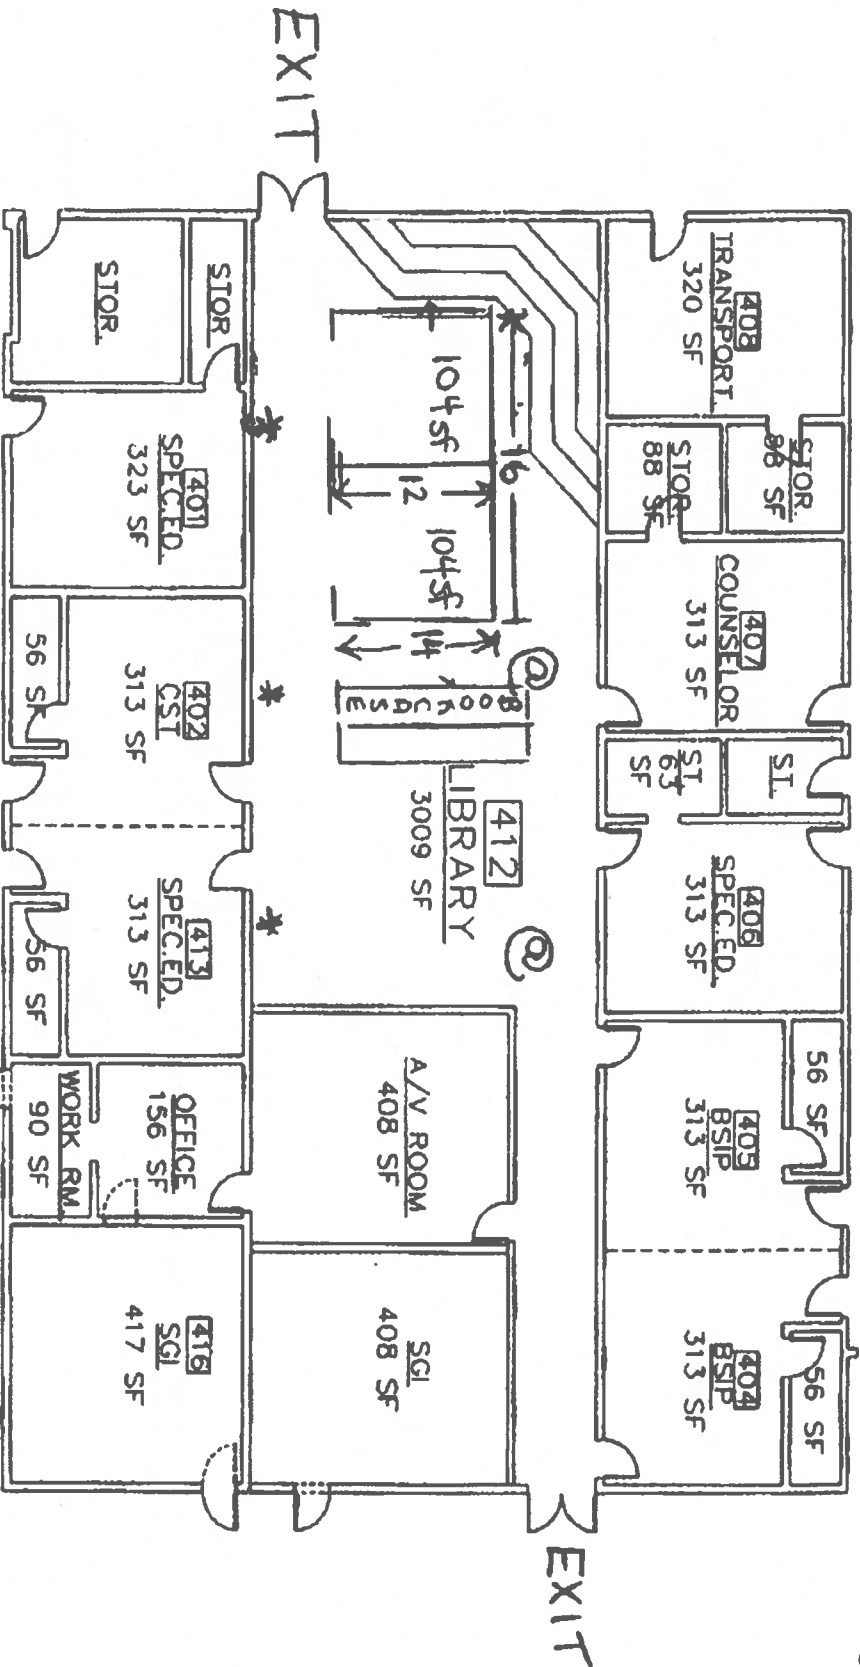 EXIT
408
TRANSPORT.
320 SF
STOR.
88 SF
STOR.
88 SF
407
COUNSELOR
313 SF
ST.
ST
63
SF
406
SPEC.ED.
313 SF
56 SF
405
BSIP
313 SF
404
BSIP
313 SF
56 SF
104 SF
104 SF
16
12
14
@
BOOKCASE
412
LIBRARY
3009 SF
@
A/V ROOM
408 SF
SGI
408 SF
*
*
*
*
STOR.
STOR
401
SPEC.ED.
323 SF
402
CST
313 SF
56 SF
413
SPEC.ED.
313 SF
56 SF
OFFICE
156 SF
WORK RM
90 SF
416
SGI
417 SF
EXIT